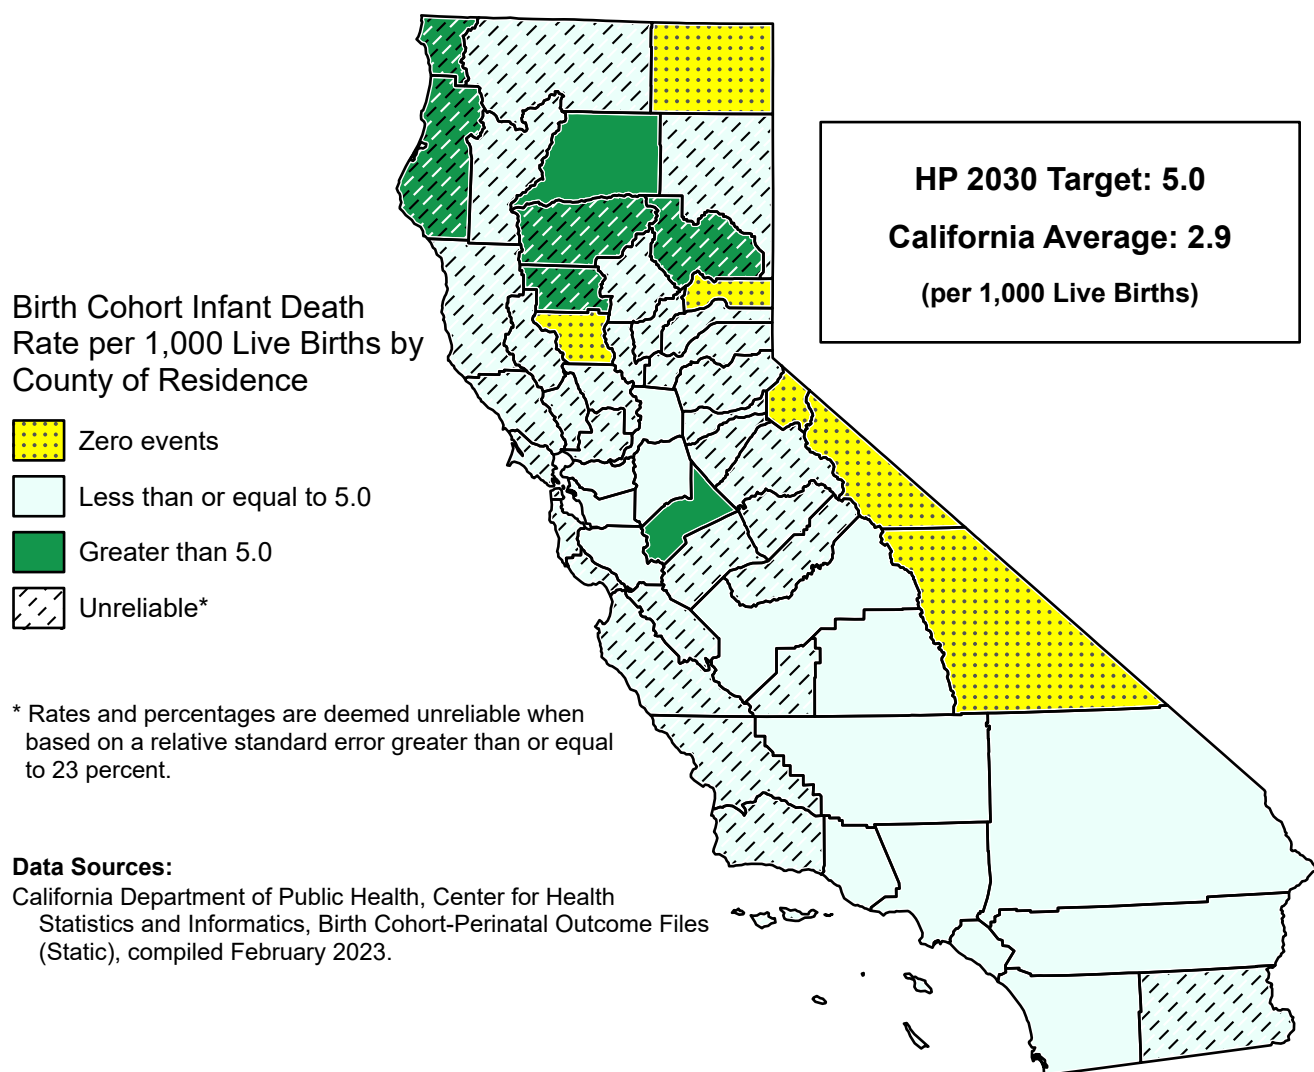 HP 2030 Target: 5.0
California Average: 2.9
(per 1,000 Live Births)
Birth Cohort Infant Death
Rate per 1,000 Live Births by
County of Residence
Zero events
Less than or equal to 5.0
Greater than 5.0
Unreliable*
* Rates and percentages are deemed unreliable when
based on a relative standard error greater than or equal
to 23 percent.
Data Sources:
California Department of Public Health, Center for Health
Statistics and Informatics, Birth Cohort-Perinatal Outcome Files
(Static), compiled February 2023.